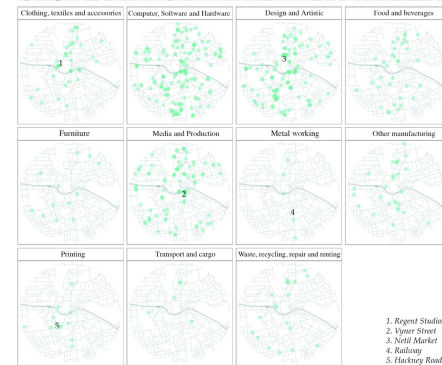 Clothing, textiles and accessories
Computer, Software and Hardware
Design and Artistic
Food and beverages
1
3
Furniture
Media and Production
Metal working
Other manufacturing
2
4
Printing
Transport and cargo
Waste, recycling, repair and renting
5
1. Regent Studio
2. Vyner Street
3. Netil Market
4. Railway
5. Hackney Road